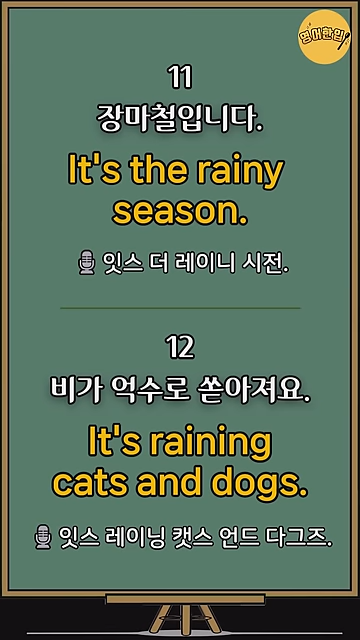 영어한입
11
장마철입니다.
It's the rainy
season.
잇스 더 레이니 시전.
12
비가 억수로 쏟아져요.
It's raining
cats and dogs.
잇스 레이닝 캣스 언드 다그즈.